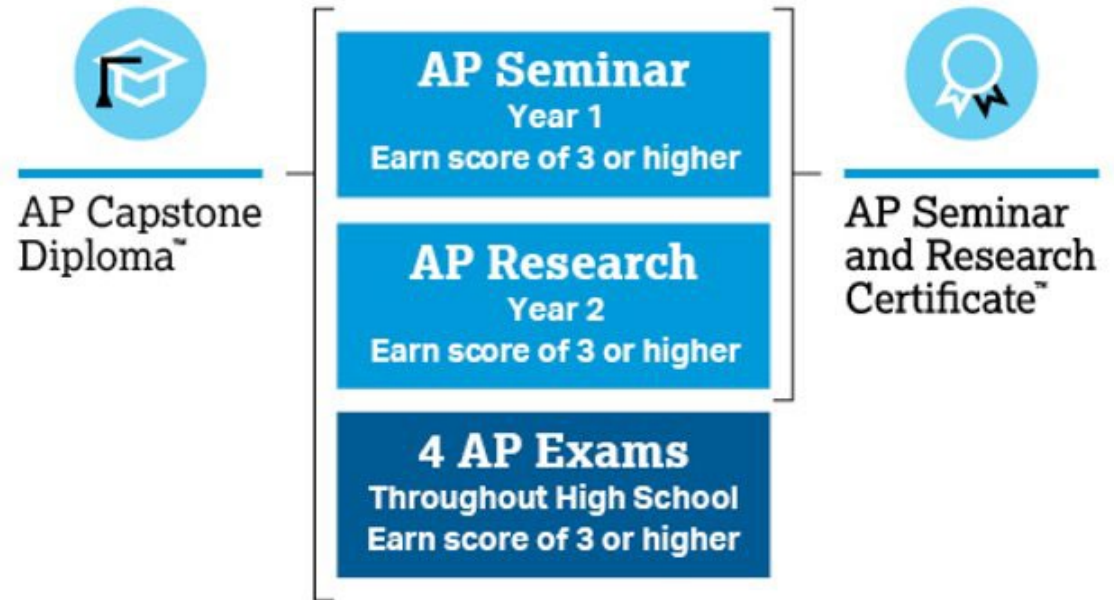 AP Capstone
Diploma™
AP Seminar
Year 1
Earn score of 3 or higher
AP Research
Year 2
Earn score of 3 or higher
4 AP Exams
Throughout High School
Earn score of 3 or higher
AP Seminar
and Research
Certificate™